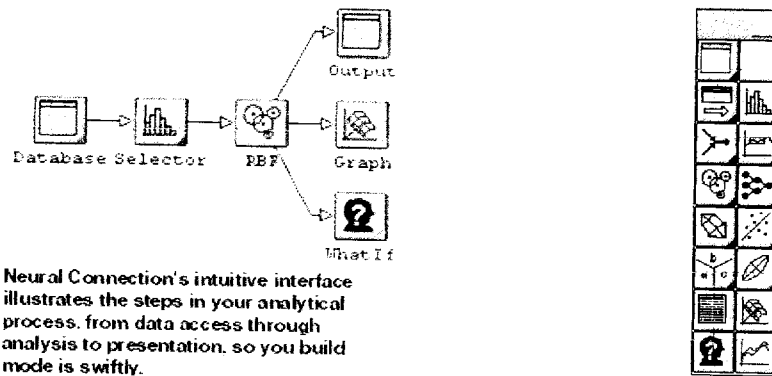 Output
Database Selector RBF Graph
What If
Neural Connection's intuitive interface
illustrates the steps in your analytical
process. from data access through
analysis to presentation. so you build
mode is swiftly.
b
a c